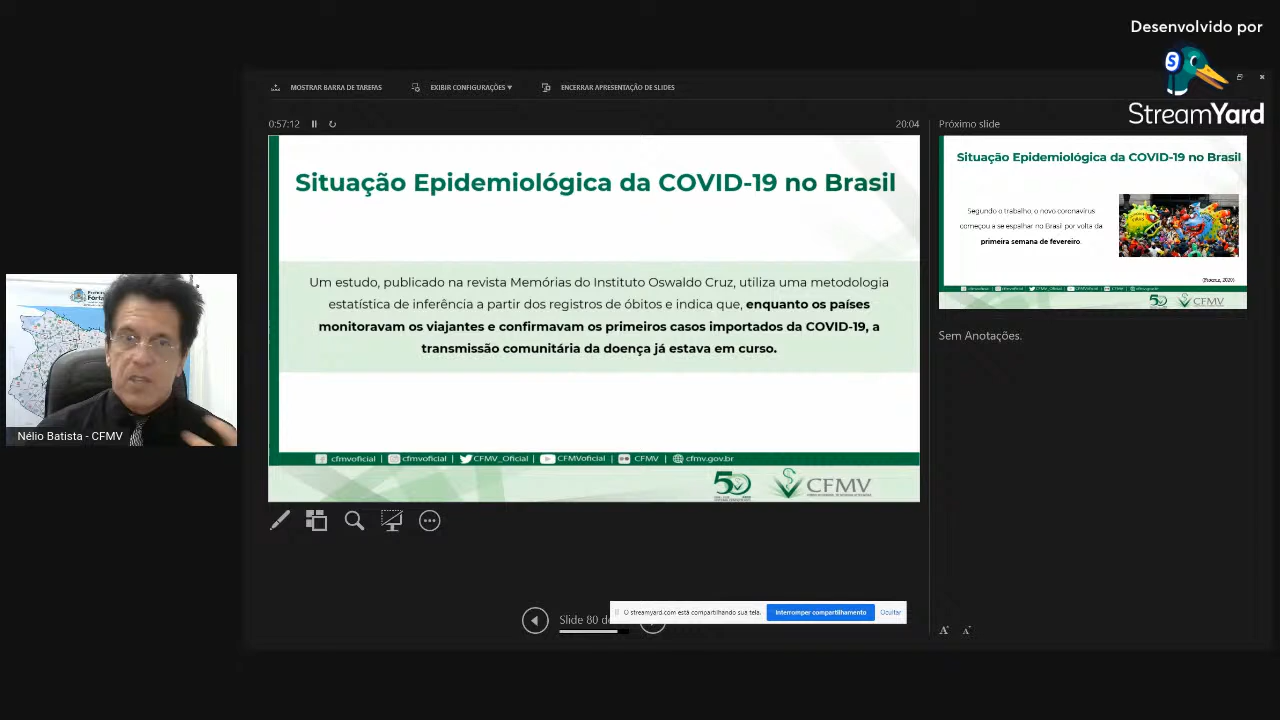 Desenvolvido por
StreamYard
MOSTRAR BARRA DE TAREFAS
EXIBIR CONFIGURAÇÕES ▾
ENCERRAR APRESENTAÇÃO DE SLIDES
0:57:12
20:04
Próximo slide
Situação Epidemiológica da COVID-19 no Brasil
Um estudo, publicado na revista Memórias do Instituto Oswaldo Cruz, utiliza uma metodologia
estatística de inferência a partir dos registros de óbitos e indica que, enquanto os países
monitoravam os viajantes e confirmavam os primeiros casos importados da COVID-19, a
transmissão comunitária da doença já estava em curso.
cfmvoficial | cfmvoficial | CFMV_Oficial | CFMVoficial | CFMV | cfmv.gov.br
50
CFMV
Situação Epidemiológica da COVID-19 no Brasil
Segundo o trabalho, o novo coronavírus
começou a se espalhar no Brasil por volta da
primeira semana de fevereiro.
(Fiocruz, 2020)
50 CFMV
Sem Anotações.
Nélio Batista - CFMV
O streamyard.com está compartilhando sua tela.
Interromper compartilhamento
Ocultar
Slide 80 de
A A